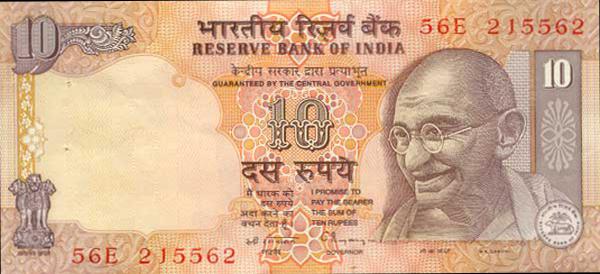 10
भारतीय रिज़र्व बैंक
56E 215562
RESERVE BANK OF INDIA
केन्द्रीय सरकार द्वारा प्रत्याभूत
GUARANTEED BY THE CENTRAL GOVERNMENT
10
10
दस रुपये
मैं धारक को
दस रुपये
अदा करने का
वचन देता हूँ।
I PROMISE TO
PAY THE BEARER
THE SUM OF
TEN RUPEES
GOVERNOR
56E 215562